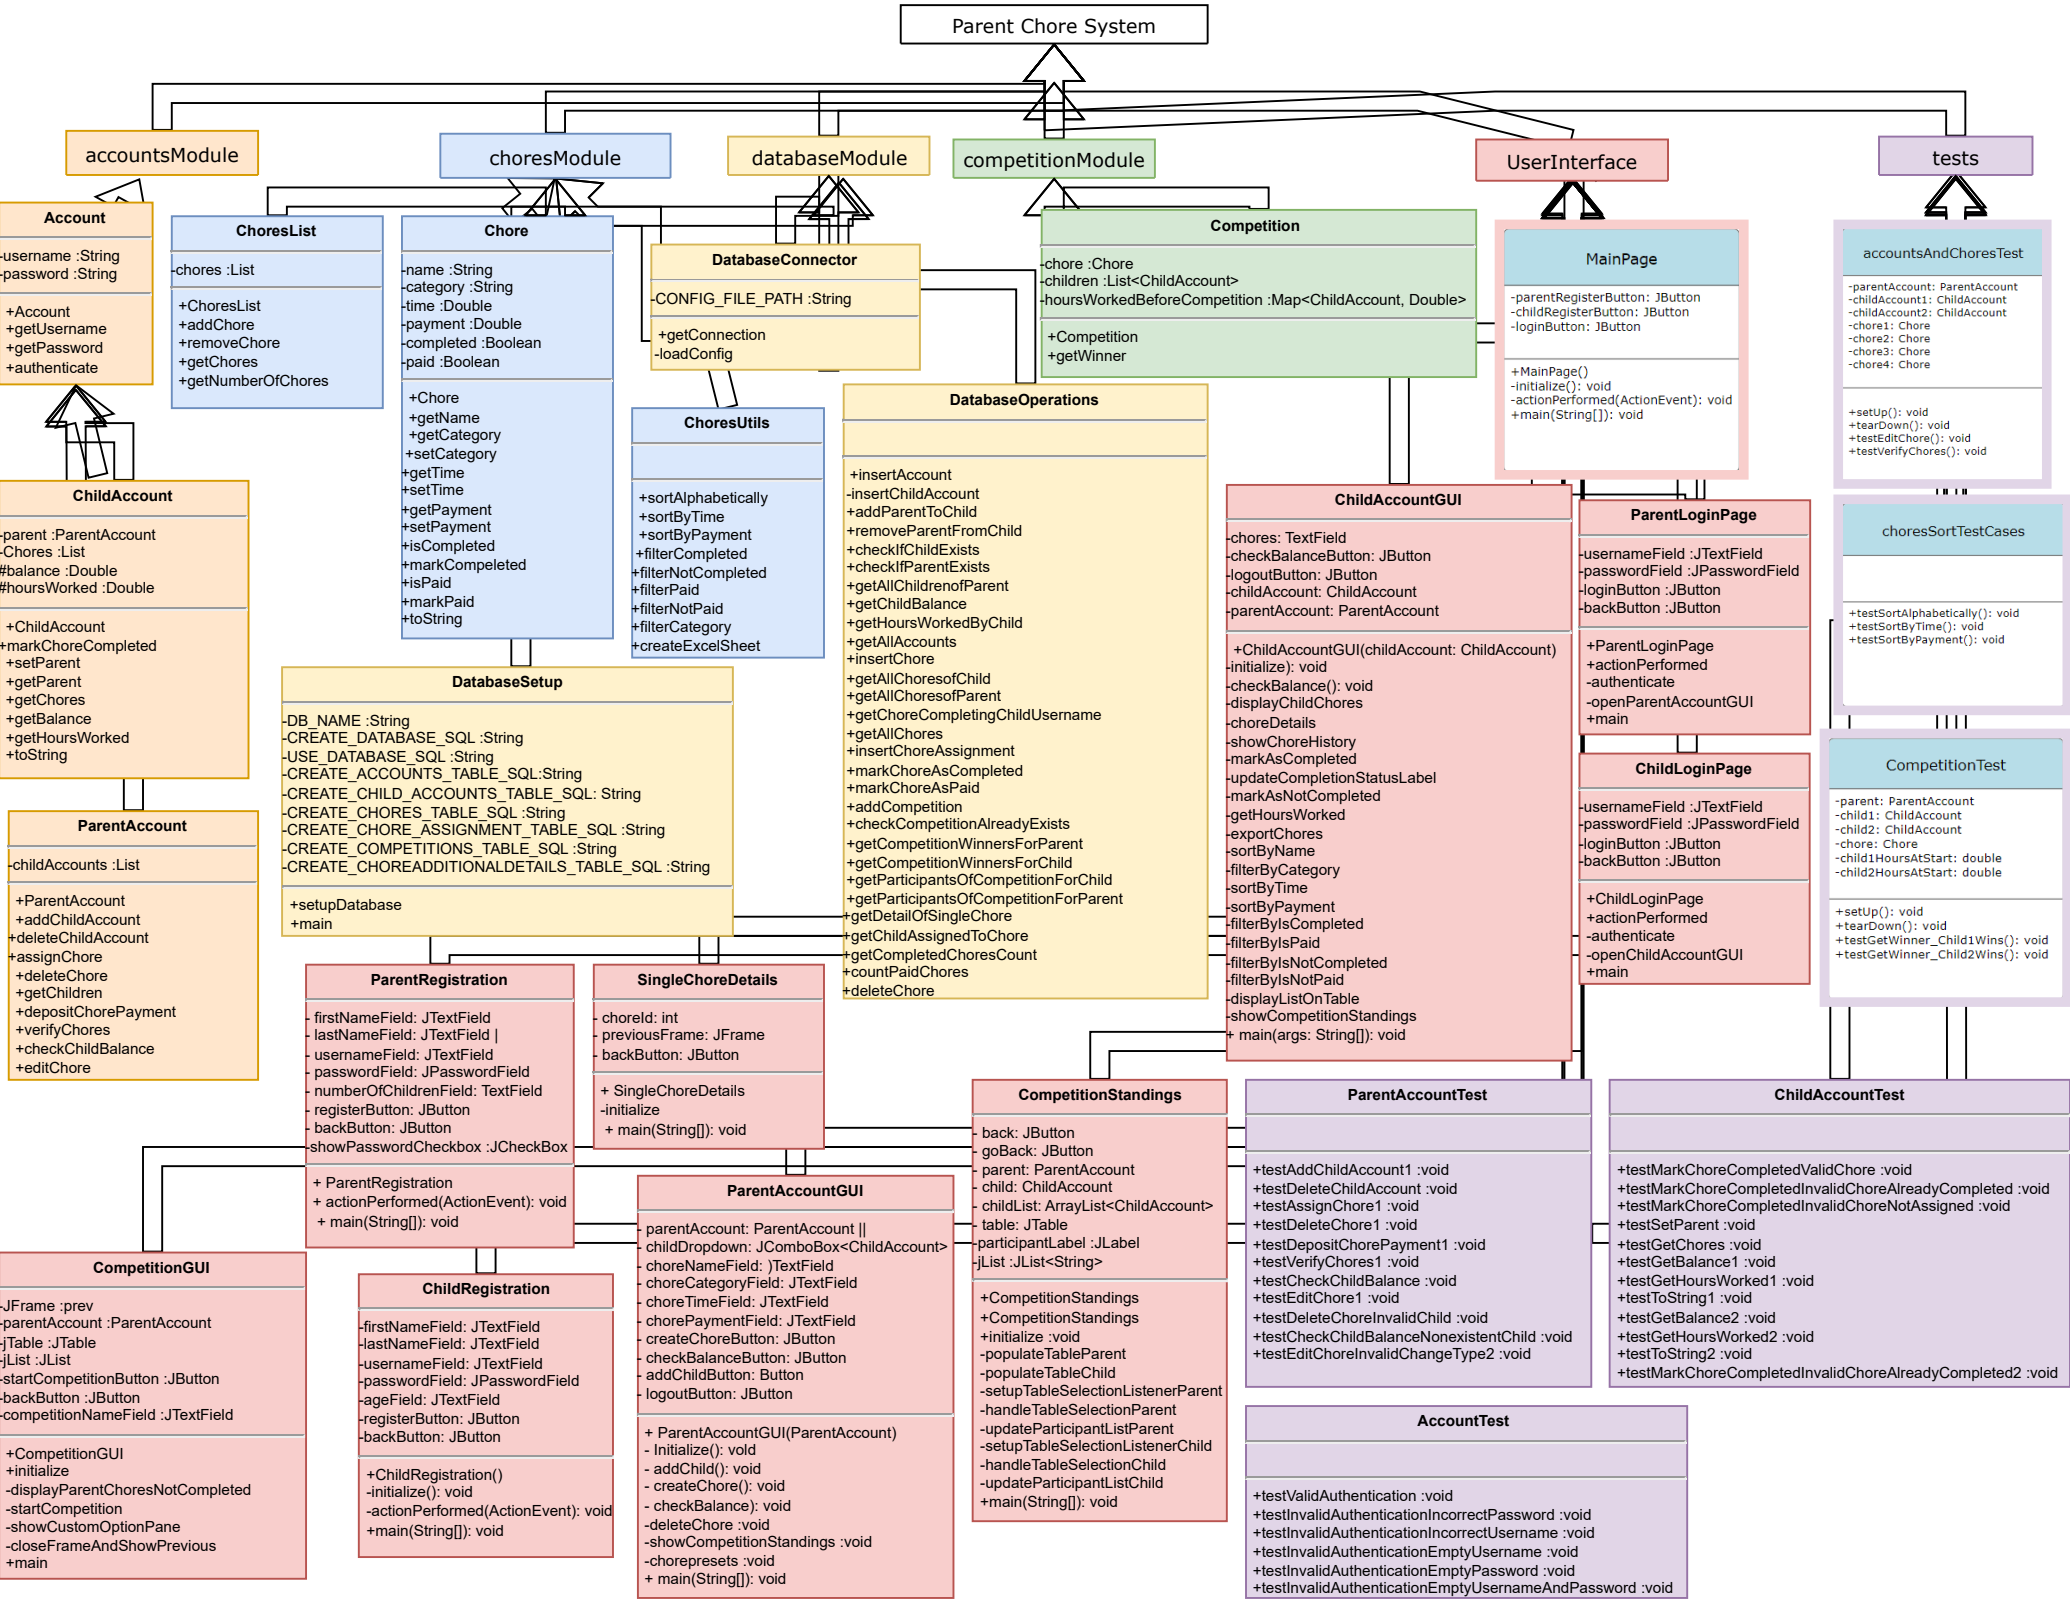 Parent Chore System
accountsModule
choresModule
databaseModule
competitionModule
UserInterface
tests
Account
-username :String
-password :String
+Account
+getUsername
+getPassword
+authenticate
ChoresList
-chores :List
+ChoresList
+addChore
+removeChore
+getChores
+getNumberOfChores
Chore
-name :String
-category :String
-time :Double
-payment :Double
-completed :Boolean
-paid :Boolean
+Chore
+getName
+getCategory
+setCategory
+getTime
+setTime
+getPayment
+setPayment
+isCompleted
+markCompeleted
+isPaid
+markPaid
+toString
DatabaseConnector
-CONFIG_FILE_PATH :String
+getConnection
-loadConfig
Competition
-chore :Chore
-children :List<ChildAccount>
-hoursWorkedBeforeCompetition :Map<ChildAccount, Double>
+Competition
+getWinner
MainPage
-parentRegisterButton: JButton
-childRegisterButton: JButton
-loginButton: JButton
+MainPage()
-initialize(): void
-actionPerformed(ActionEvent): void
+main(String[]): void
accountsAndChoresTest
-parentAccount: ParentAccount
-childAccount1: ChildAccount
-childAccount2: ChildAccount
-chore1: Chore
-chore2: Chore
-chore3: Chore
-chore4: Chore
+setUp(): void
+tearDown(): void
+testEditChore(): void
+testVerifyChores(): void
ChoresUtils
+sortAlphabetically
+sortByTime
+sortByPayment
+filterCompleted
+filterNotCompleted
+filterPaid
+filterNotPaid
+filterCategory
+createExcelSheet
DatabaseOperations
+insertAccount
-insertChildAccount
+addParentToChild
+removeParentFromChild
+checkIfChildExists
+checkIfParentExists
+getAllChildrenofParent
+getChildBalance
+getHoursWorkedByChild
+getAllAccounts
+insertChore
+getAllChoresofChild
+getAllChoresofParent
+getChoreCompletingChildUsername
+getAllChores
+insertChoreAssignment
+markChoreAsCompleted
+markChoreAsPaid
+addCompetition
+checkCompetitionAlreadyExists
+getCompetitionWinnersForParent
+getCompetitionWinnersForChild
+getParticipantsOfCompetitionForChild
+getParticipantsOfCompetitionForParent
+getDetailOfSingleChore
+getChildAssignedToChore
+getCompletedChoresCount
+countPaidChores
+deleteChore
ChildAccount
-parent :ParentAccount
-Chores :List
#balance :Double
#hoursWorked :Double
+ChildAccount
+markChoreCompleted
+setParent
+getParent
+getChores
+getBalance
+getHoursWorked
+toString
ChildAccountGUI
-chores: TextField
-checkBalanceButton: JButton
-logoutButton: JButton
-childAccount: ChildAccount
-parentAccount: ParentAccount
+ChildAccountGUI(childAccount: ChildAccount)
-initialize): void
-checkBalance(): void
-displayChildChores
-choreDetails
-showChoreHistory
-markAsCompleted
-updateCompletionStatusLabel
-markAsNotCompleted
-getHoursWorked
-exportChores
-sortByName
-filterByCategory
-sortByTime
-sortByPayment
-filterByIsCompleted
-filterByIsPaid
-filterByIsNotCompleted
-filterByIsNotPaid
-displayListOnTable
-showCompetitionStandings
+ main(args: String[]): void
ParentLoginPage
-usernameField :JTextField
-passwordField :JPasswordField
-loginButton :JButton
-backButton :JButton
+ParentLoginPage
+actionPerformed
-authenticate
-openParentAccountGUI
+main
choresSortTestCases
+testSortAlphabetically(): void
+testSortByTime(): void
+testSortByPayment(): void
DatabaseSetup
-DB_NAME :String
-CREATE_DATABASE_SQL :String
-USE_DATABASE_SQL :String
-CREATE_ACCOUNTS_TABLE_SQL:String
-CREATE_CHILD_ACCOUNTS_TABLE_SQL: String
-CREATE_CHORES_TABLE_SQL :String
-CREATE_CHORE_ASSIGNMENT_TABLE_SQL :String
-CREATE_COMPETITIONS_TABLE_SQL :String
-CREATE_CHOREADDITIONALDETAILS_TABLE_SQL :String
+setupDatabase
+main
ChildLoginPage
-usernameField :JTextField
-passwordField :JPasswordField
-loginButton :JButton
-backButton :JButton
+ChildLoginPage
+actionPerformed
-authenticate
-openChildAccountGUI
+main
CompetitionTest
-parent: ParentAccount
-child1: ChildAccount
-child2: ChildAccount
-chore: Chore
-child1HoursAtStart: double
-child2HoursAtStart: double
+setUp(): void
+tearDown(): void
+testGetWinner_Child1Wins(): void
+testGetWinner_Child2Wins(): void
ParentAccount
-childAccounts :List
+ParentAccount
+addChildAccount
+deleteChildAccount
+assignChore
+deleteChore
+getChildren
+depositChorePayment
+verifyChores
+checkChildBalance
+editChore
ParentRegistration
- firstNameField: JTextField
- lastNameField: JTextField |
- usernameField: JTextField
- passwordField: JPasswordField
- numberOfChildrenField: TextField
- registerButton: JButton
- backButton: JButton
-showPasswordCheckbox :JCheckBox
+ ParentRegistration
+ actionPerformed(ActionEvent): void
+ main(String[]): void
SingleChoreDetails
- choreId: int
- previousFrame: JFrame
- backButton: JButton
+ SingleChoreDetails
-initialize
+ main(String[]): void
CompetitionStandings
- back: JButton
- goBack: JButton
- parent: ParentAccount
- child: ChildAccount
- childList: ArrayList<ChildAccount>
- table: JTable
-participantLabel :JLabel
-jList :JList<String>
+CompetitionStandings
+CompetitionStandings
+initialize :void
-populateTableParent
-populateTableChild
-setupTableSelectionListenerParent
-handleTableSelectionParent
-updateParticipantListParent
-setupTableSelectionListenerChild
-handleTableSelectionChild
-updateParticipantListChild
+main(String[]): void
ParentAccountTest
+testAddChildAccount1 :void
+testDeleteChildAccount :void
+testAssignChore1 :void
+testDeleteChore1 :void
+testDepositChorePayment1 :void
+testVerifyChores1 :void
+testCheckChildBalance :void
+testEditChore1 :void
+testDeleteChoreInvalidChild :void
+testCheckChildBalanceNonexistentChild :void
+testEditChoreInvalidChangeType2 :void
ChildAccountTest
+testMarkChoreCompletedValidChore :void
+testMarkChoreCompletedInvalidChoreAlreadyCompleted :void
+testMarkChoreCompletedInvalidChoreNotAssigned :void
+testSetParent :void
+testGetChores :void
+testGetBalance1 :void
+testGetHoursWorked1 :void
+testToString1 :void
+testGetBalance2 :void
+testGetHoursWorked2 :void
+testToString2 :void
+testMarkChoreCompletedInvalidChoreAlreadyCompleted2 :void
ParentAccountGUI
- parentAccount: ParentAccount ||
- childDropdown: JComboBox<ChildAccount>
- choreNameField: )TextField
- choreCategoryField: JTextField
- choreTimeField: JTextField
- chorePaymentField: JTextField
- createChoreButton: JButton
- checkBalanceButton: JButton
- addChildButton: Button
- logoutButton: JButton
+ ParentAccountGUI(ParentAccount)
- Initialize(): vold
- addChild(): void
- createChore(): void
- checkBalance): void
-deleteChore :void
-showCompetitionStandings :void
-chorepresets :void
+ main(String[]): void
CompetitionGUI
-JFrame :prev
-parentAccount :ParentAccount
-jTable :JTable
-jList :JList
-startCompetitionButton :JButton
-backButton :JButton
-competitionNameField :JTextField
+CompetitionGUI
+initialize
-displayParentChoresNotCompleted
-startCompetition
-showCustomOptionPane
-closeFrameAndShowPrevious
+main
ChildRegistration
-firstNameField: JTextField
-lastNameField: JTextField
-usernameField: JTextField
-passwordField: JPasswordField
-ageField: JTextField
-registerButton: JButton
-backButton: JButton
+ChildRegistration()
-initialize(): void
-actionPerformed(ActionEvent): void
+main(String[]): void
AccountTest
+testValidAuthentication :void
+testInvalidAuthenticationIncorrectPassword :void
+testInvalidAuthenticationIncorrectUsername :void
+testInvalidAuthenticationEmptyUsername :void
+testInvalidAuthenticationEmptyPassword :void
+testInvalidAuthenticationEmptyUsernameAndPassword :void